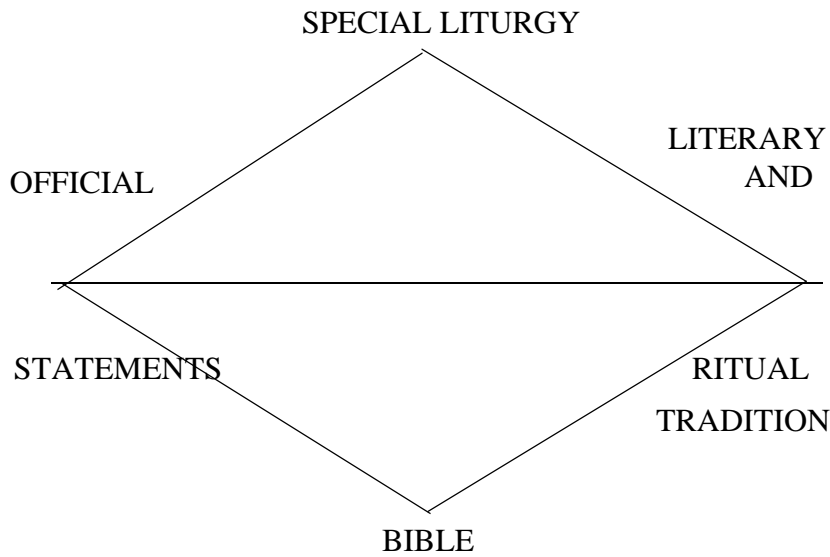 SPECIAL LITURGY
LITERARY
AND
OFFICIAL
STATEMENTS
RITUAL
TRADITION
BIBLE